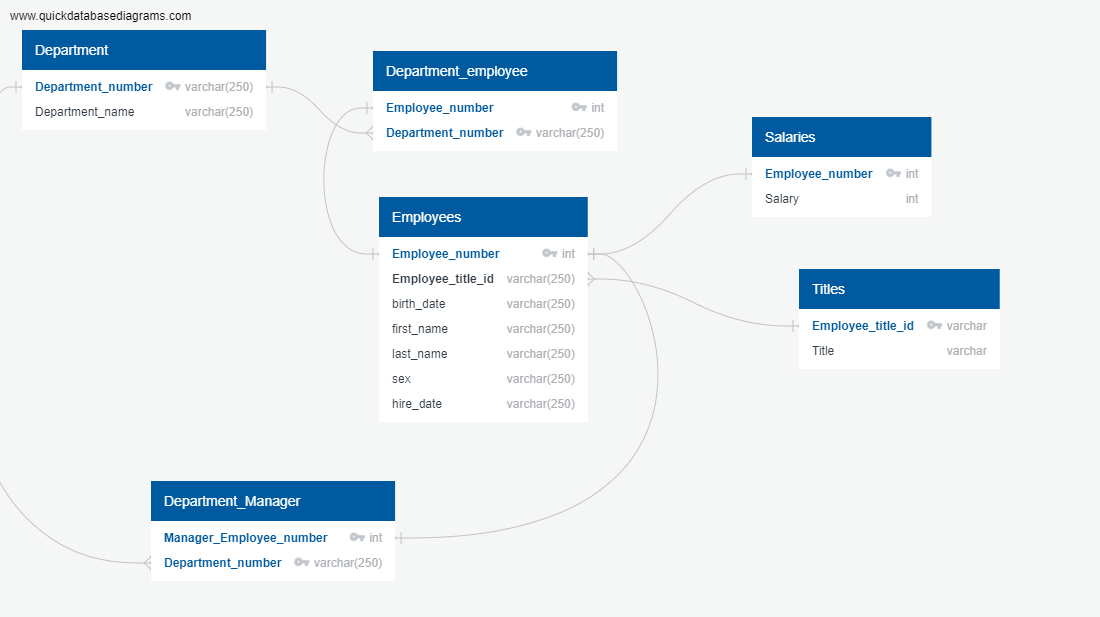 www.quickdatabasediagrams.com
Department
Department_number varchar(250)
Department_name varchar(250)
Department_employee
Employee_number int
Department_number varchar(250)
Salaries
Employee_number int
Salary int
Employees
Employee_number int
Employee_title_id varchar(250)
birth_date varchar(250)
first_name varchar(250)
last_name varchar(250)
sex varchar(250)
hire_date varchar(250)
Titles
Employee_title_id varchar
Title varchar
Department_Manager
Manager_Employee_number int
Department_number varchar(250)